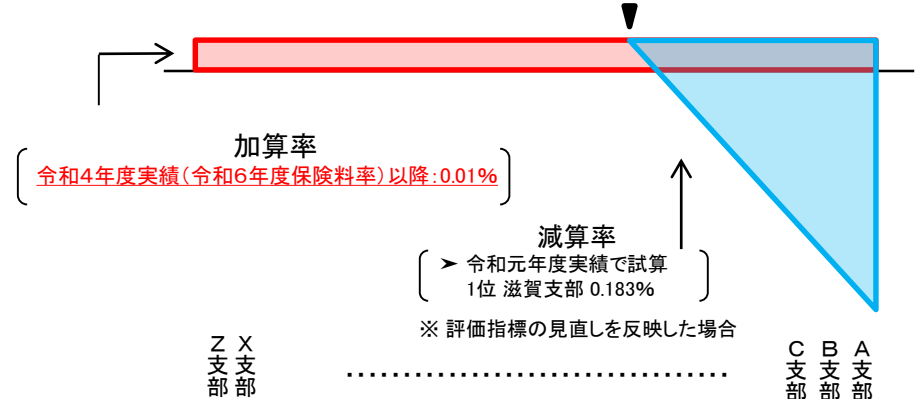 加算率
令和4年度実績(令和6年度保険料率)以降:0.01%
減算率
➤ 令和元年度実績で試算
1位 滋賀支部 0.183%
※ 評価指標の見直しを反映した場合
Z支部
X支部
................................
C支部
B支部
A支部